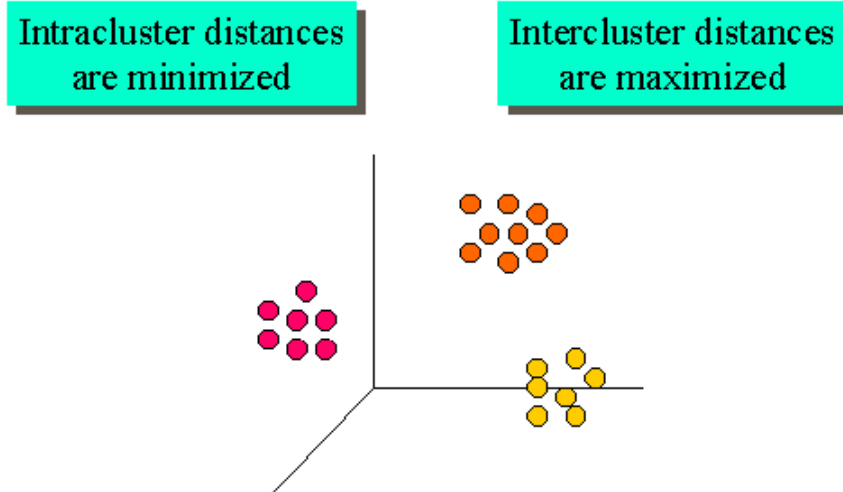 Intracluster distances
are minimized
Intercluster distances
are maximized